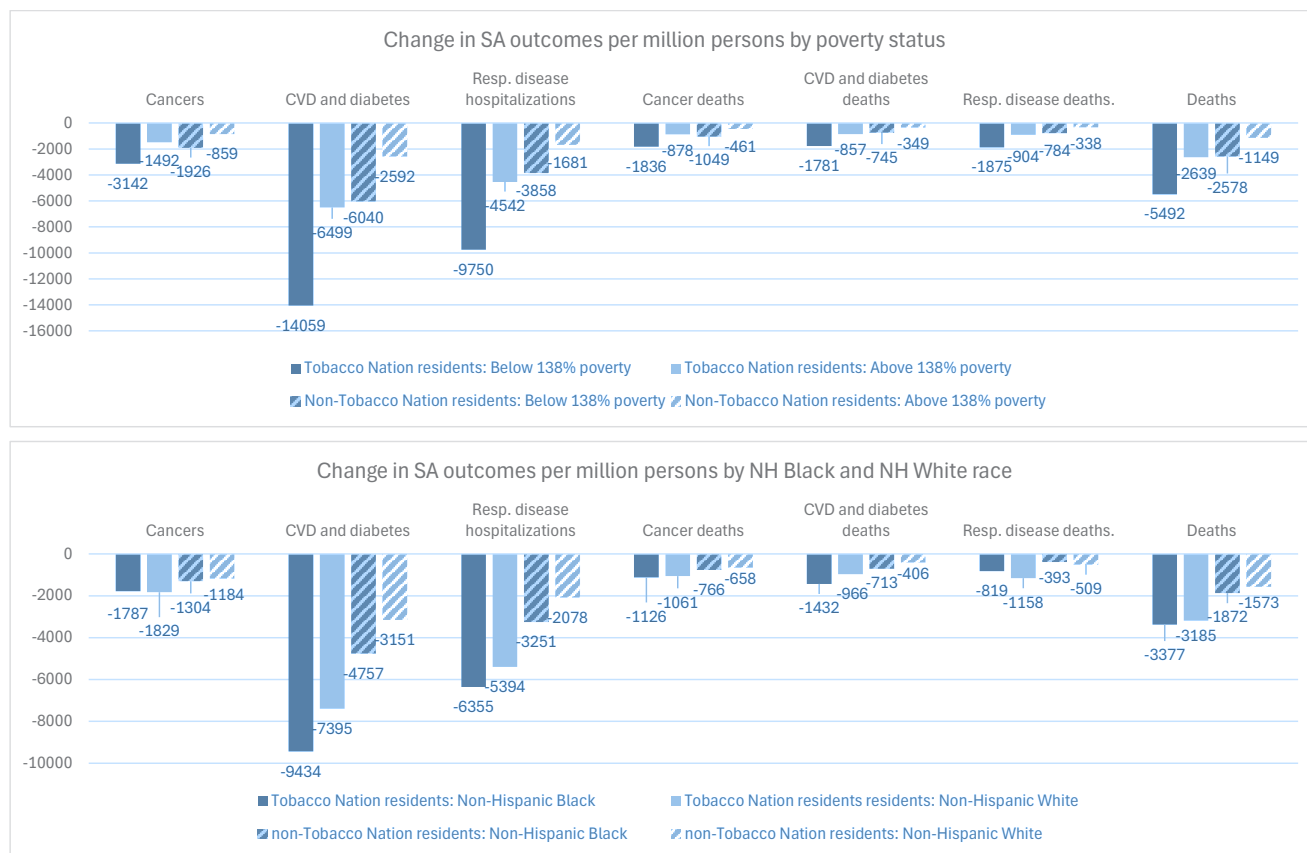 Change in SA outcomes per million persons by poverty status
Resp. disease
CVD and diabetes
Cancers
CVD and diabetes
hospitalizations
Cancer deaths
deaths
Resp. disease deaths.
Deaths
0
-2000
-4000
-6000
-8000
-10000
-12000
-14000
-16000
-3142
-1492
-1926
-859
-14059
-6499
-6040
-2592
-9750
-4542
-3858
-1681
-1836
-878
-1049
-461
-1781
-857
-745
-349
-1875
-904
-784
-338
-5492
-2639
-2578
-1149
Tobacco Nation residents: Below 138% poverty
Tobacco Nation residents: Above 138% poverty
Non-Tobacco Nation residents: Below 138% poverty
Non-Tobacco Nation residents: Above 138% poverty
Change in SA outcomes per million persons by NH Black and NH White race
Resp. disease
CVD and diabetes
Cancers
CVD and diabetes
hospitalizations
Cancer deaths
deaths
Resp. disease deaths.
Deaths
0
-2000
-4000
-6000
-8000
-10000
-1787
-1829
-1304
-1184
-9434
-7395
-4757
-3151
-6355
-5394
-3251
-2078
-1126
-1061
-766
-658
-1432
-966
-713
-406
-819
-1158
-393
-509
-3377
-3185
-1872
-1573
Tobacco Nation residents: Non-Hispanic Black
Tobacco Nation residents residents: Non-Hispanic White
non-Tobacco Nation residents: Non-Hispanic Black
non-Tobacco Nation residents: Non-Hispanic White